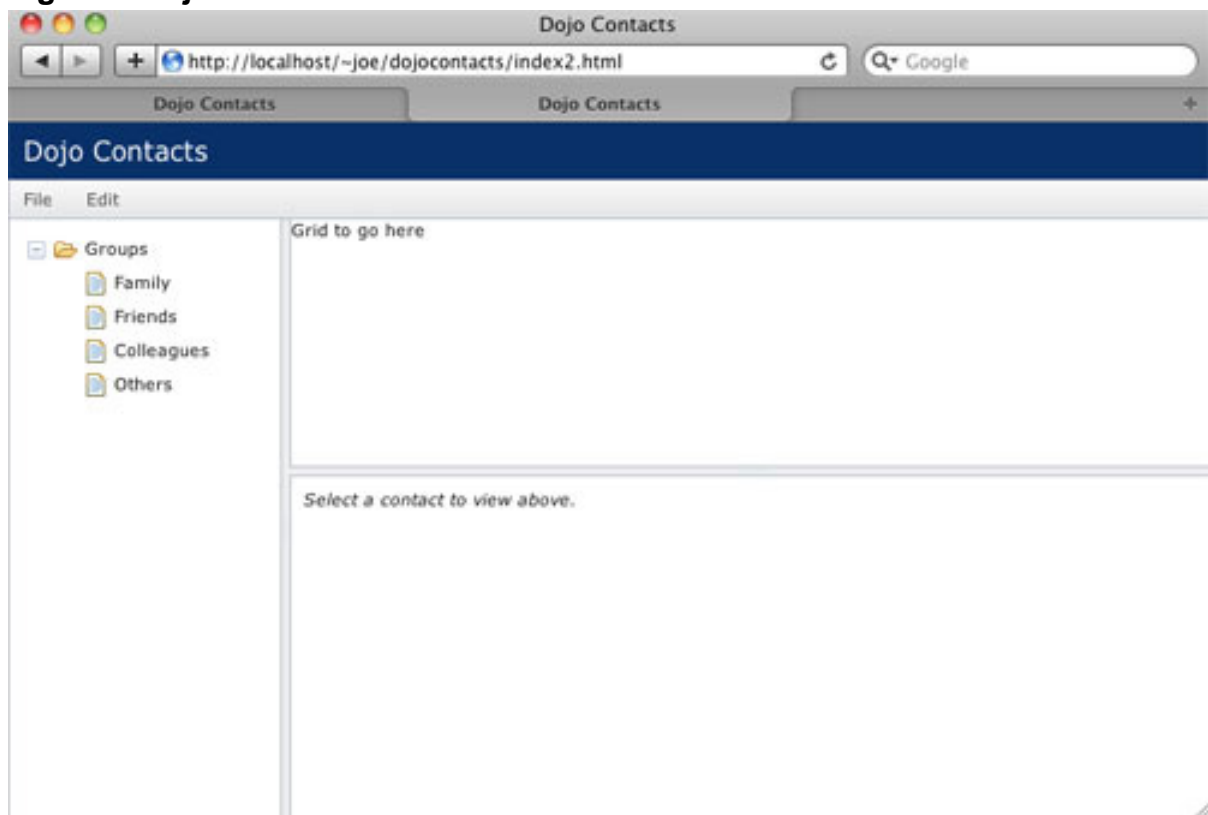 Dojo Contacts
http://localhost/~joe/dojocontacts/index2.html
Google
Dojo Contacts
Dojo Contacts
Dojo Contacts
File Edit
Groups
Family
Friends
Colleagues
Others
Grid to go here
Select a contact to view above.